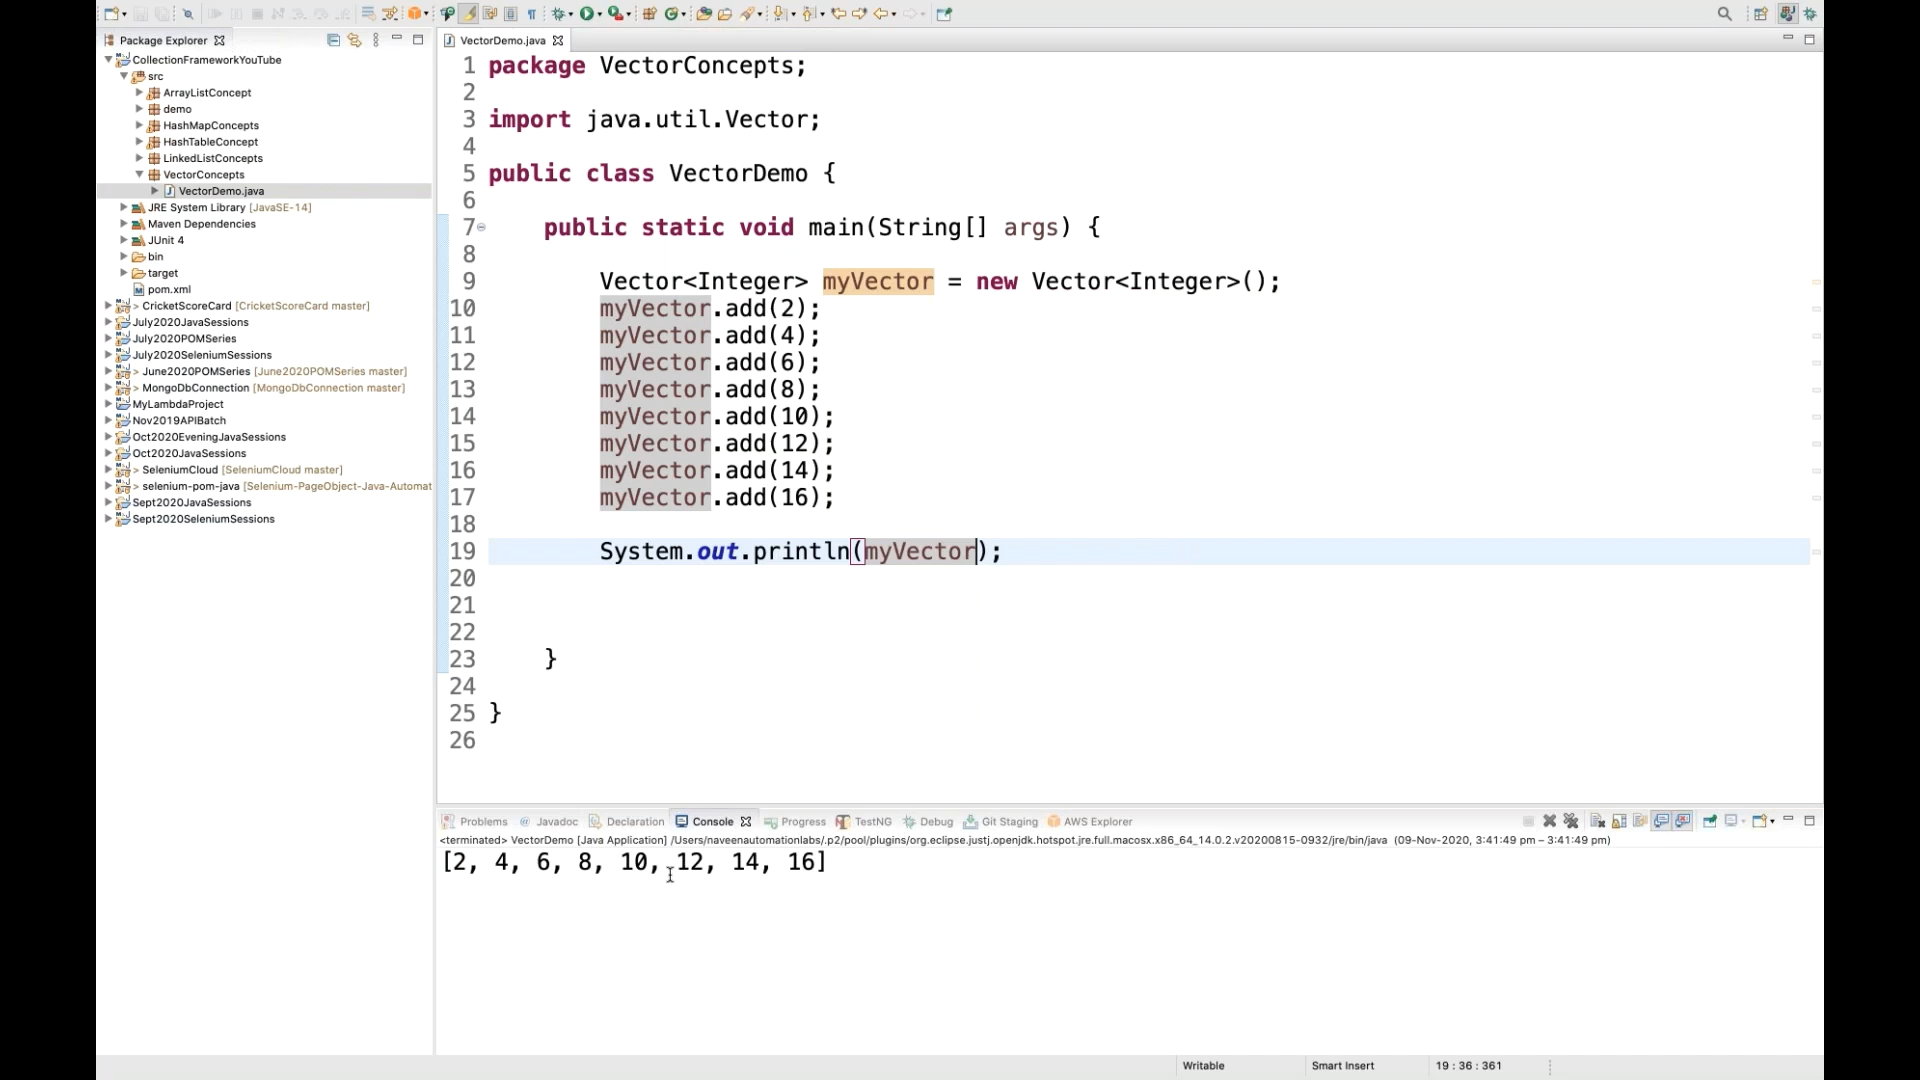 Package Explorer
CollectionFrameworkYouTube
src
ArrayListConcept
demo
HashMapConcepts
HashTableConcept
LinkedListConcepts
VectorConcepts
VectorDemo.java
JRE System Library [JavaSE-14]
Maven Dependencies
JUnit 4
bin
target
pom.xml
> CricketScoreCard [CricketScoreCard master]
July2020JavaSessions
July2020POMSeries
July2020SeleniumSessions
> June2020POMSeries [June2020POMSeries master]
> MongoDbConnection [MongoDbConnection master]
MyLambdaProject
Nov2019APIBatch
Oct2020EveningJavaSessions
Oct2020JavaSessions
> SeleniumCloud [SeleniumCloud master]
> selenium-pom-java [Selenium-PageObject-Java-Automat
Sept2020JavaSessions
Sept2020SeleniumSessions
VectorDemo.java
1 package VectorConcepts;
2
3 import java.util.Vector;
4
5 public class VectorDemo {
6
7 public static void main(String[] args) {
8
9 Vector<Integer> myVector = new Vector<Integer>();
10 myVector.add(2);
11 myVector.add(4);
12 myVector.add(6);
13 myVector.add(8);
14 myVector.add(10);
15 myVector.add(12);
16 myVector.add(14);
17 myVector.add(16);
18
19 System.out.println(myVector);
20
21
22
23 }
24
25 }
26
Problems Javadoc Declaration Console Progress TestNG Debug Git Staging AWS Explorer
<terminated> VectorDemo [Java Application] /Users/naveenautomationlabs/.p2/pool/plugins/org.eclipse.justj.openjdk.hotspot.jre.full.macosx.x86_64_14.0.2.v20200815-0932/jre/bin/java (09-Nov-2020, 3:41:49 pm – 3:41:49 pm)
[2, 4, 6, 8, 10, 12, 14, 16]
Writable Smart Insert 19 : 36 : 361